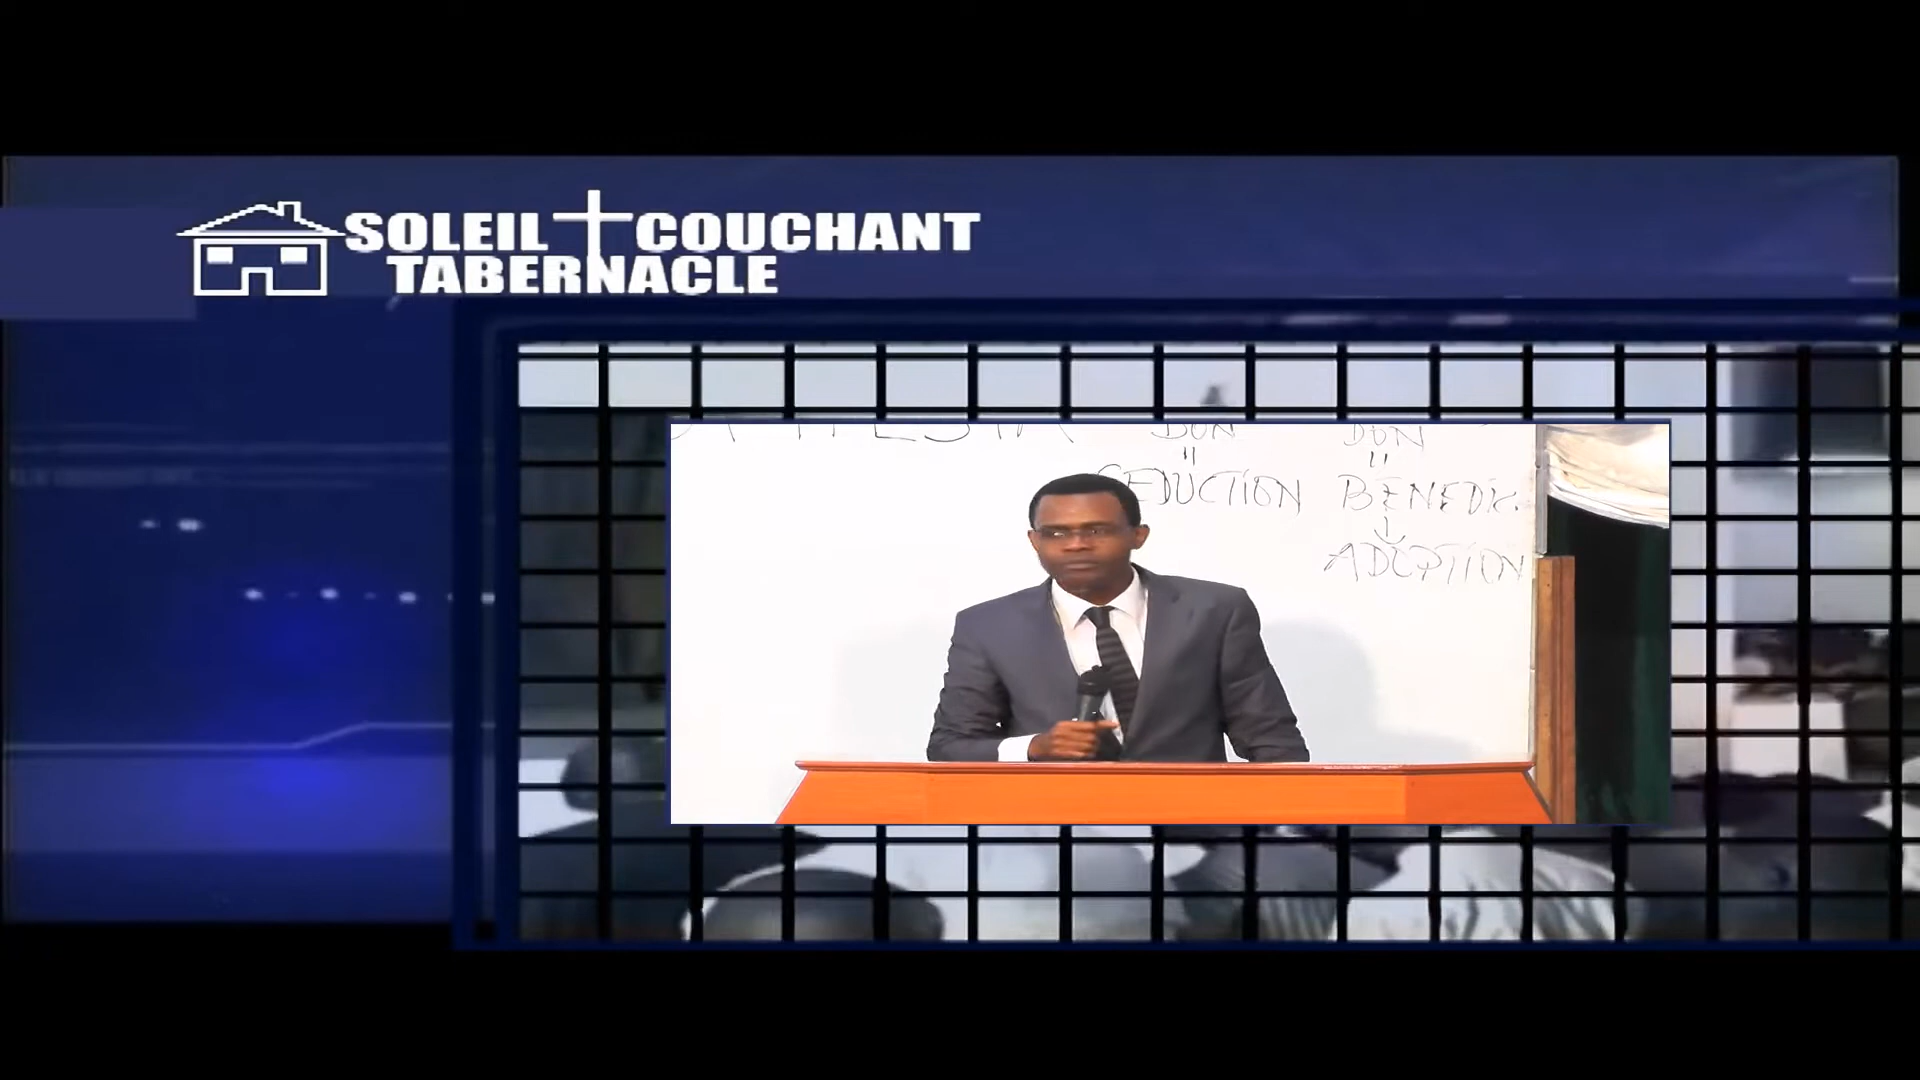 SOLEIL COUCHANT
TABERNACLE
DON DON
SEDUCTION BENEDIC.
ADOPTION